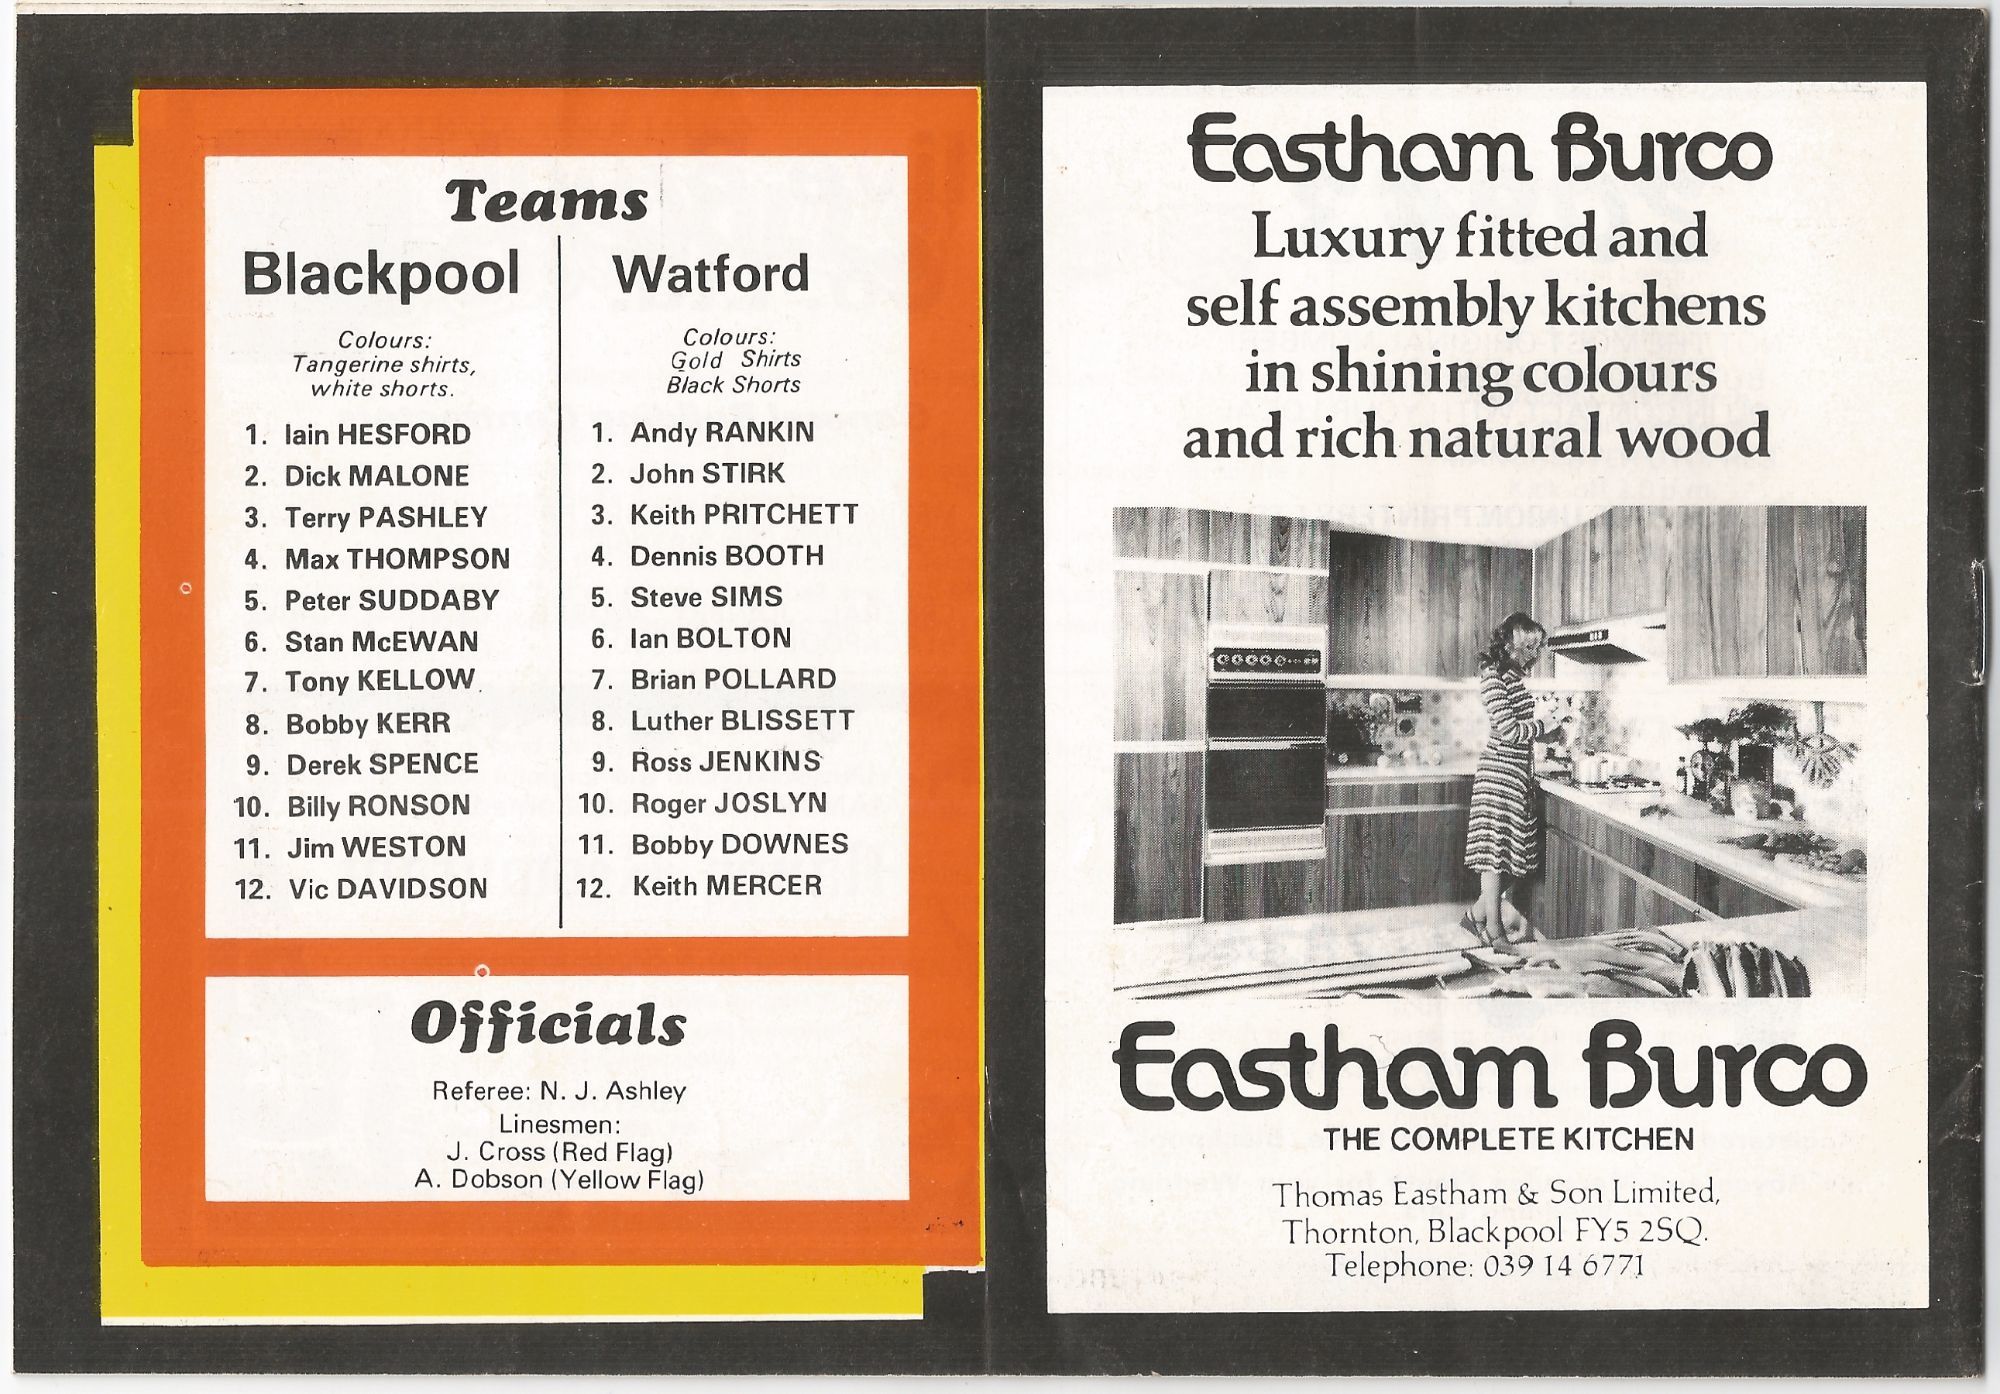 Teams
Blackpool
Colours:
Tangerine shirts,
white shorts.
1. Iain HESFORD
2. Dick MALONE
3. Terry PASHLEY
4. Max THOMPSON
5. Peter SUDDABY
6. Stan McEWAN
7. Tony KELLOW
8. Bobby KERR
9. Derek SPENCE
10. Billy RONSON
11. Jim WESTON
12. Vic DAVIDSON
Watford
Colours:
Gold Shirts
Black Shorts
1. Andy RANKIN
2. John STIRK
3. Keith PRITCHETT
4. Dennis BOOTH
5. Steve SIMS
6. Ian BOLTON
7. Brian POLLARD
8. Luther BLISSETT
9. Ross JENKINS
10. Roger JOSLYN
11. Bobby DOWNES
12. Keith MERCER
Officials
Referee: N. J. Ashley
Linesmen:
J. Cross (Red Flag)
A. Dobson (Yellow Flag)
Eastham Burco
Luxury fitted and
self assembly kitchens
in shining colours
and rich natural wood
Eastham Burco
THE COMPLETE KITCHEN
Thomas Eastham & Son Limited,
Thornton, Blackpool FY5 2SQ.
Telephone: 039 14 6771